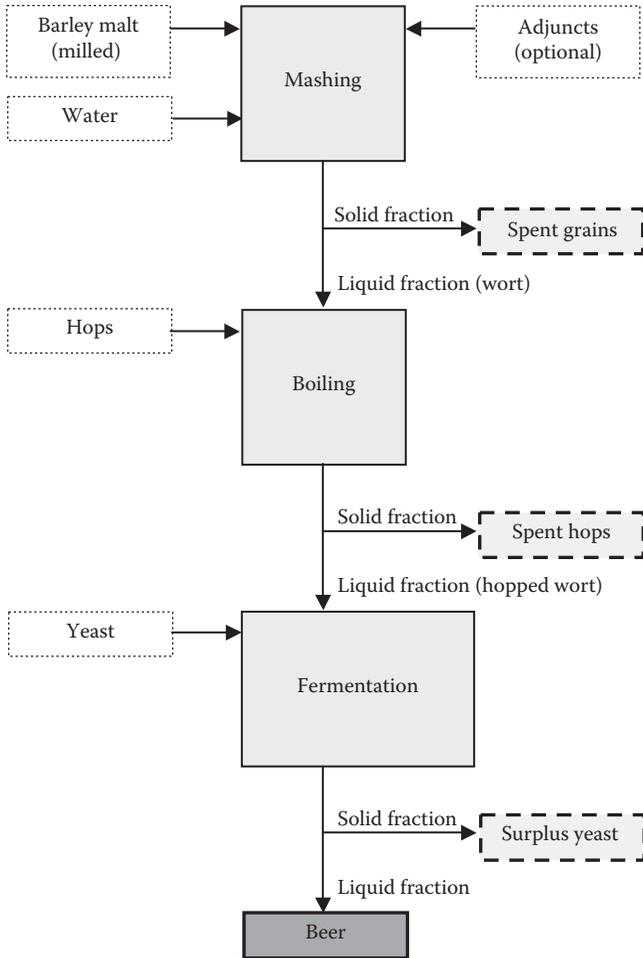 Barley malt
(milled)
Adjuncts
(optional)
Mashing
Water
Solid fraction
Spent grains
Liquid fraction (wort)
Hops
Boiling
Solid fraction
Spent hops
Liquid fraction (hopped wort)
Yeast
Fermentation
Solid fraction
Surplus yeast
Liquid fraction
Beer